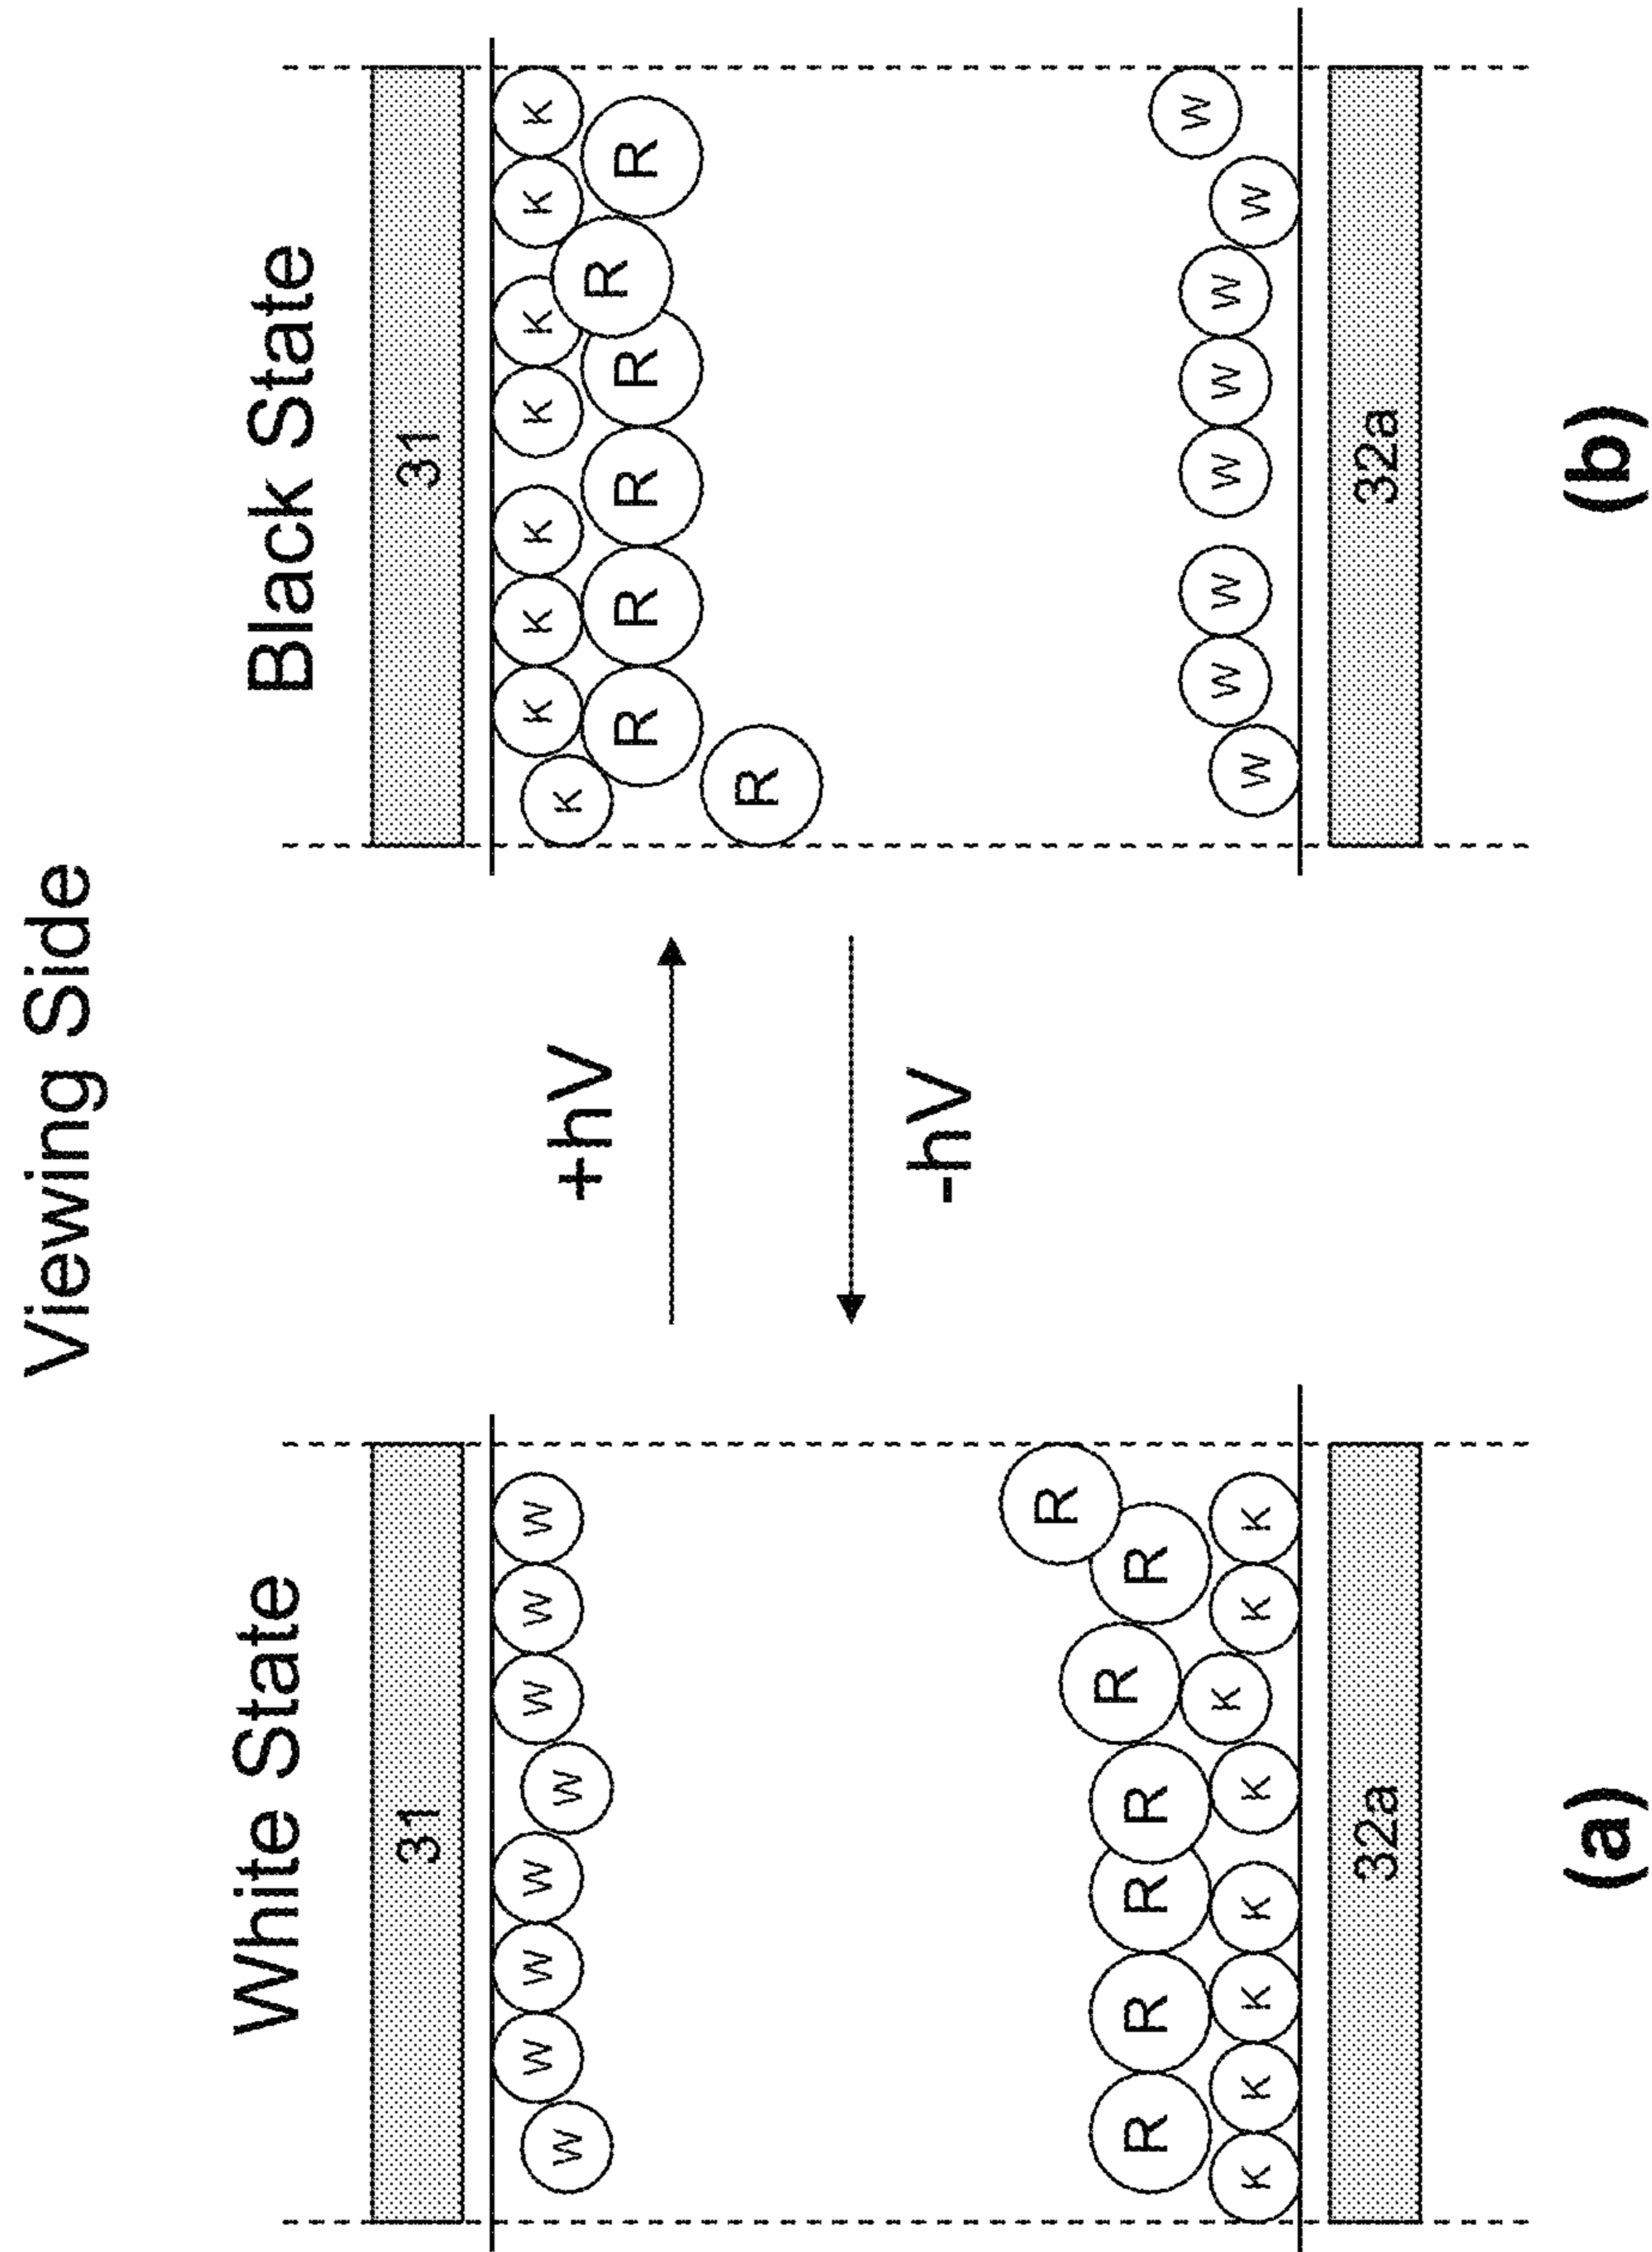 Viewing Side
White State
Black State
31
31
W W W W W W W W
K K K K K K K K
+hV
R R R R R R
R
-hV
R R R R R R R
K K K K K K K K
W W W W W W W W
32a
32a
(a)
(b)